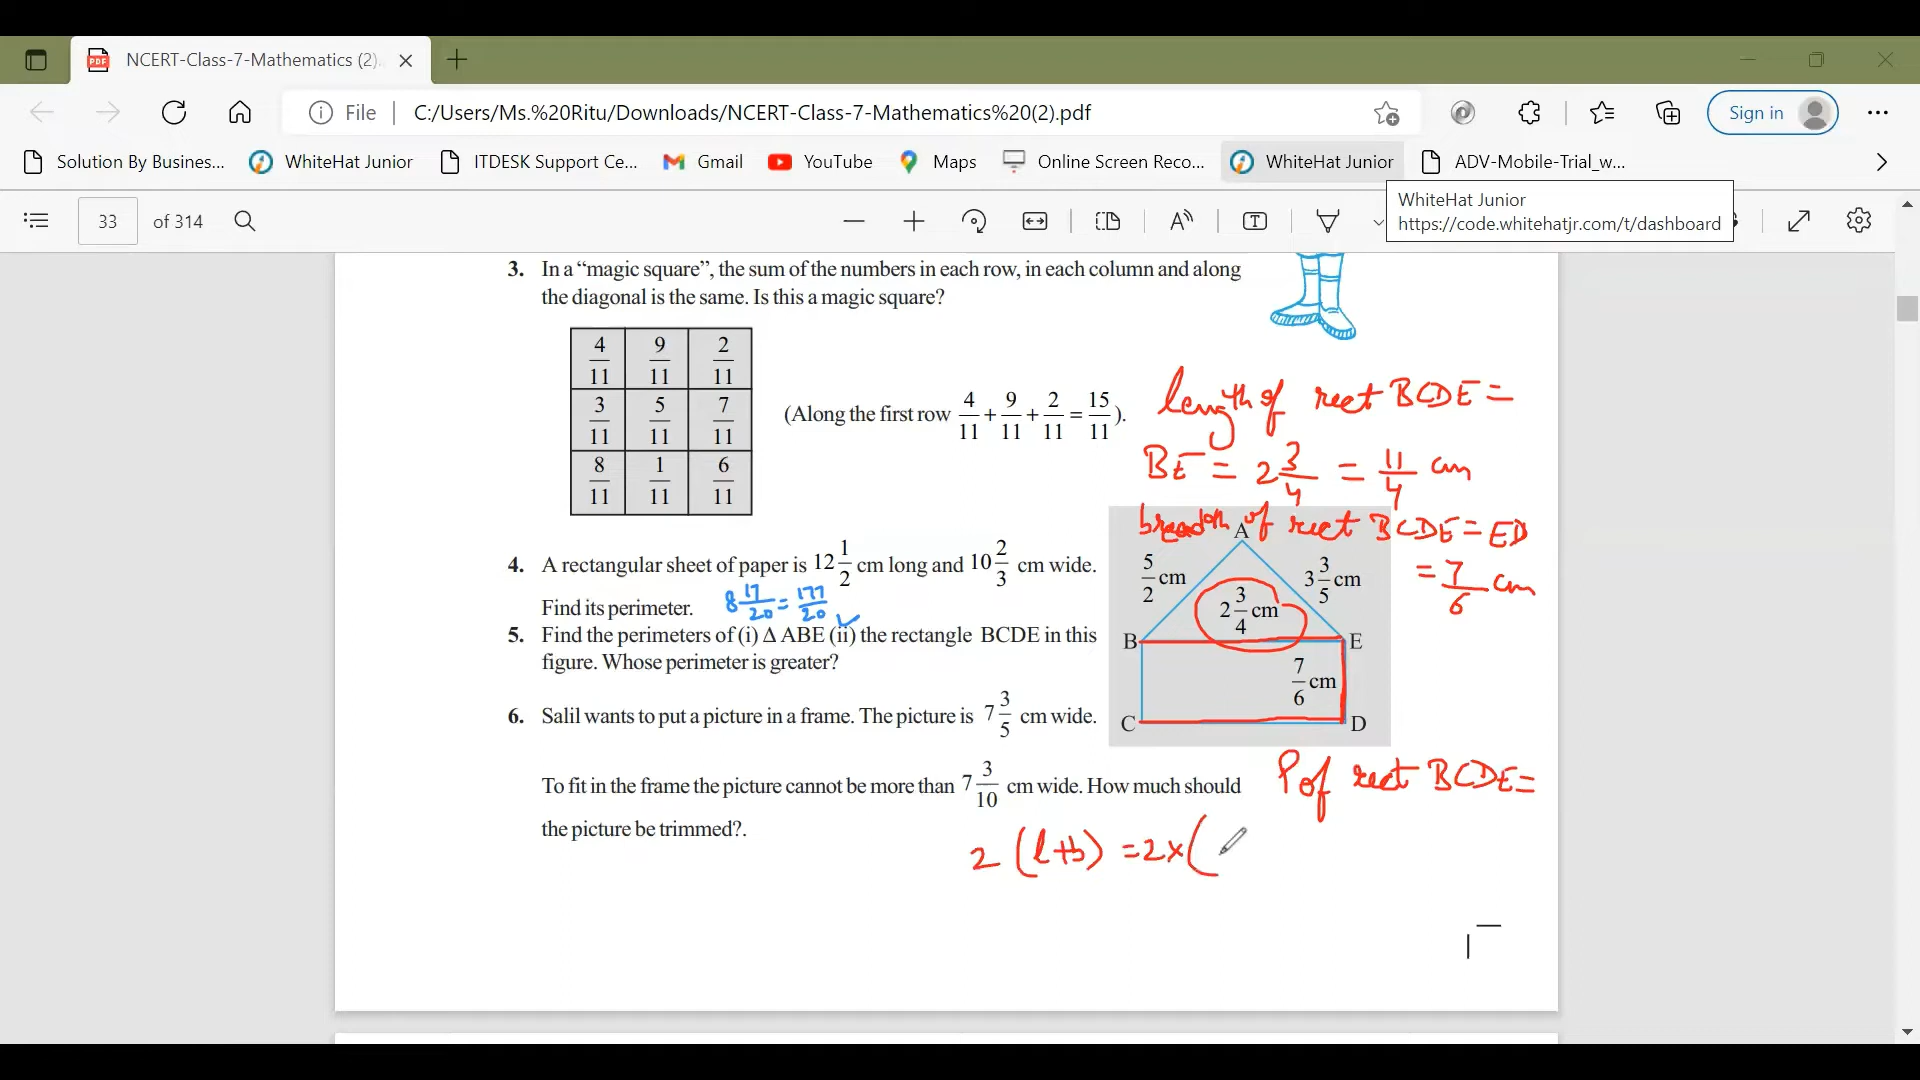 NCERT-Class-7-Mathematics (2).
File C:/Users/Ms.%20Ritu/Downloads/NCERT-Class-7-Mathematics%20(2).pdf Sign in
Solution By Busines... WhiteHat Junior ITDESK Support Ce... Gmail YouTube Maps Online Screen Reco... WhiteHat Junior ADV-Mobile-Trial_w...
WhiteHat Junior
https://code.whitehatjr.com/t/dashboard
33 of 314
3. In a “magic square”, the sum of the numbers in each row, in each column and along
the diagonal is the same. Is this a magic square?
4/11 9/11 2/11
3/11 5/11 7/11
8/11 1/11 6/11
(Along the first row 4/11 + 9/11 + 2/11 = 15/11 ).
length of rect BCDE =
BE = 2 3/4 = 11/4 cm
breadth of rect BCDE = ED
= 7/6 cm
4. A rectangular sheet of paper is 12 1/2 cm long and 10 2/3 cm wide.
Find its perimeter.
8 17/20 = 177/20
5. Find the perimeters of (i) Δ ABE (ii) the rectangle BCDE in this
figure. Whose perimeter is greater?
A
5/2 cm 3 3/5 cm
2 3/4 cm
B E
7/6 cm
C D
6. Salil wants to put a picture in a frame. The picture is 7 3/5 cm wide.
To fit in the frame the picture cannot be more than 7 3/10 cm wide. How much should
the picture be trimmed?.
P of rect BCDE =
2 (l+b) = 2 × (